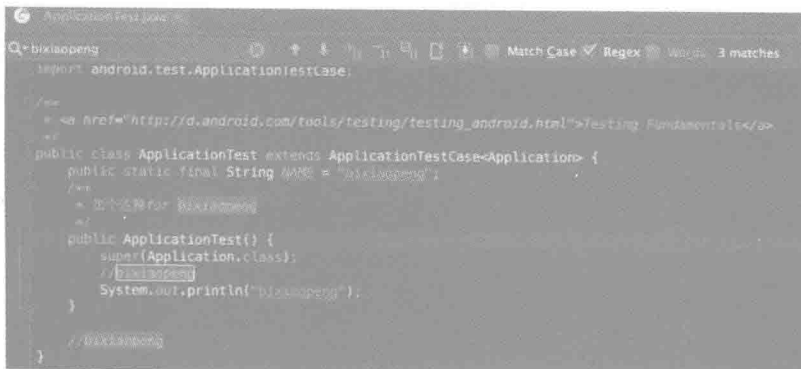 ApplicationTest.java ×
bixiaopeng Match Case Regex Words 3 matches
import android.test.ApplicationTestCase;
/**
* <a href="http://d.android.com/tools/testing/testing_android.html">Testing Fundamentals</a>
*/
public class ApplicationTest extends ApplicationTestCase<Application> {
public static final String NAME = "bixiaopeng";
/**
* for bixiaopeng
*/
public ApplicationTest() {
super(Application.class);
//bixiaopeng
System.out.println("bixiaopeng");
}
//bixiaopeng
}